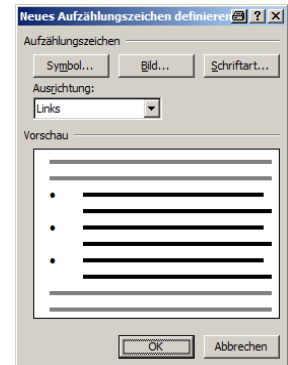 Neues Aufzählungszeichen definieren
Aufzählungszeichen
Symbol... Bild... Schriftart...
Ausrichtung:
Links
Vorschau
OK Abbrechen